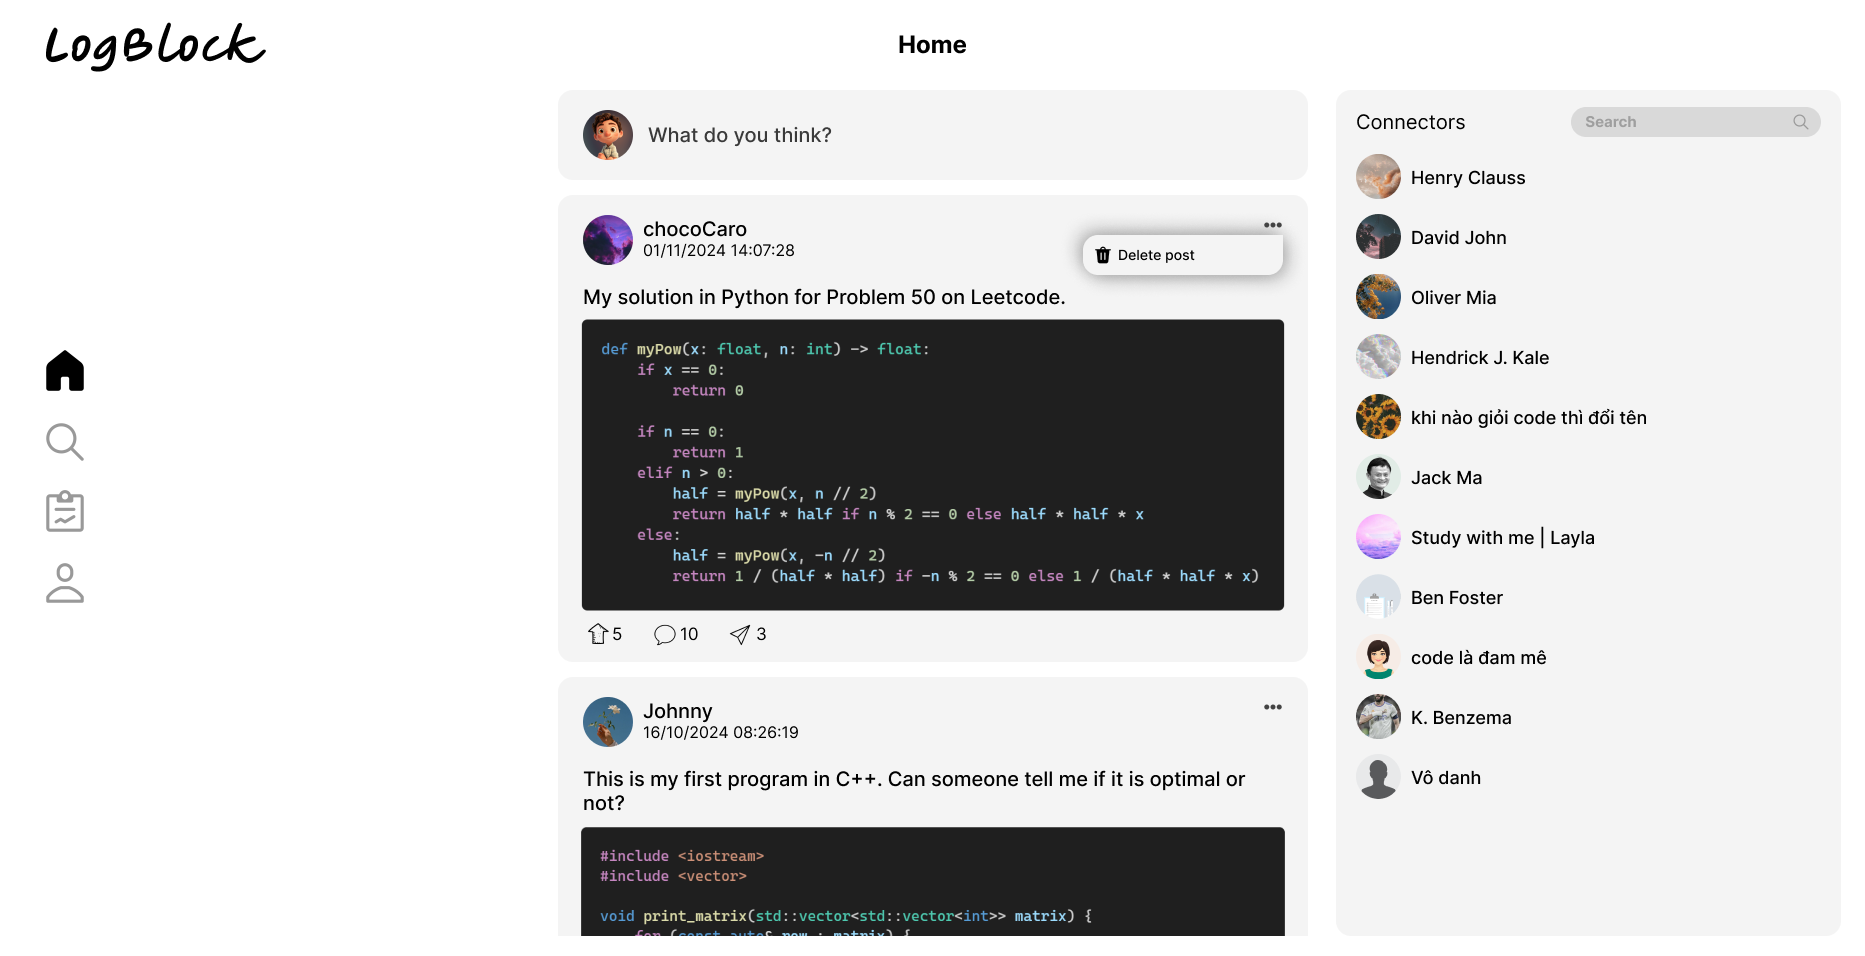 LogBlock
Home
What do you think?
chocoCaro
01/11/2024 14:07:28
Delete post
My solution in Python for Problem 50 on Leetcode.
def myPow(x: float, n: int) -> float:
    if x == 0:
        return 0

    if n == 0:
        return 1
    elif n > 0:
        half = myPow(x, n // 2)
        return half * half if n % 2 == 0 else half * half * x
    else:
        half = myPow(x, -n // 2)
        return 1 / (half * half) if -n % 2 == 0 else 1 / (half * half * x)
5 10 3
Johnny
16/10/2024 08:26:19
This is my first program in C++. Can someone tell me if it is optimal or
not?
#include <iostream>
#include <vector>

void print_matrix(std::vector<std::vector<int>> matrix) {
    for (const auto& row : matrix) {
Connectors
Search
Henry Clauss
David John
Oliver Mia
Hendrick J. Kale
khi nào giỏi code thì đổi tên
Jack Ma
Study with me | Layla
Ben Foster
code là đam mê
K. Benzema
Vô danh